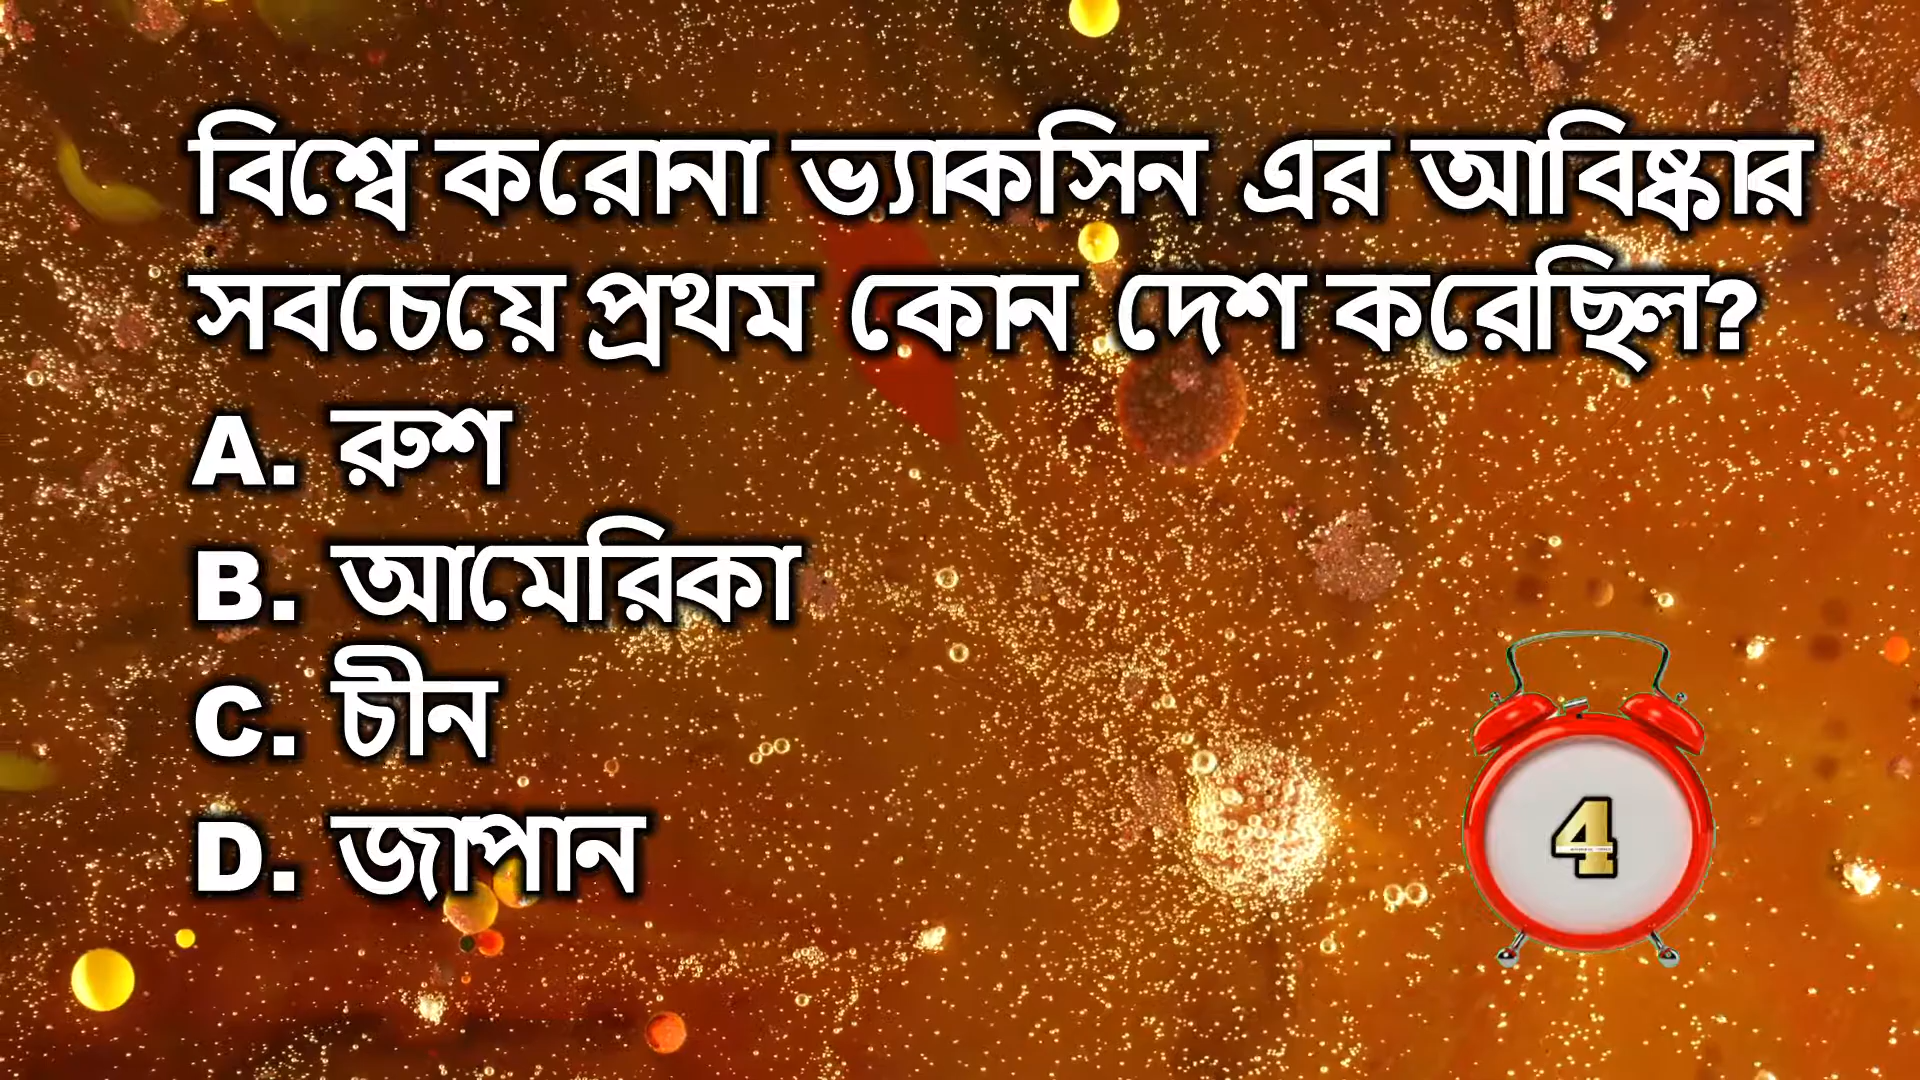 বিশ্বে করোনা ভ্যাকসিন এর আবিষ্কার
সবচেয়ে প্রথম কোন দেশ করেছিল?
A. রুশ
B. আমেরিকা
C. চীন
D. জাপান
4